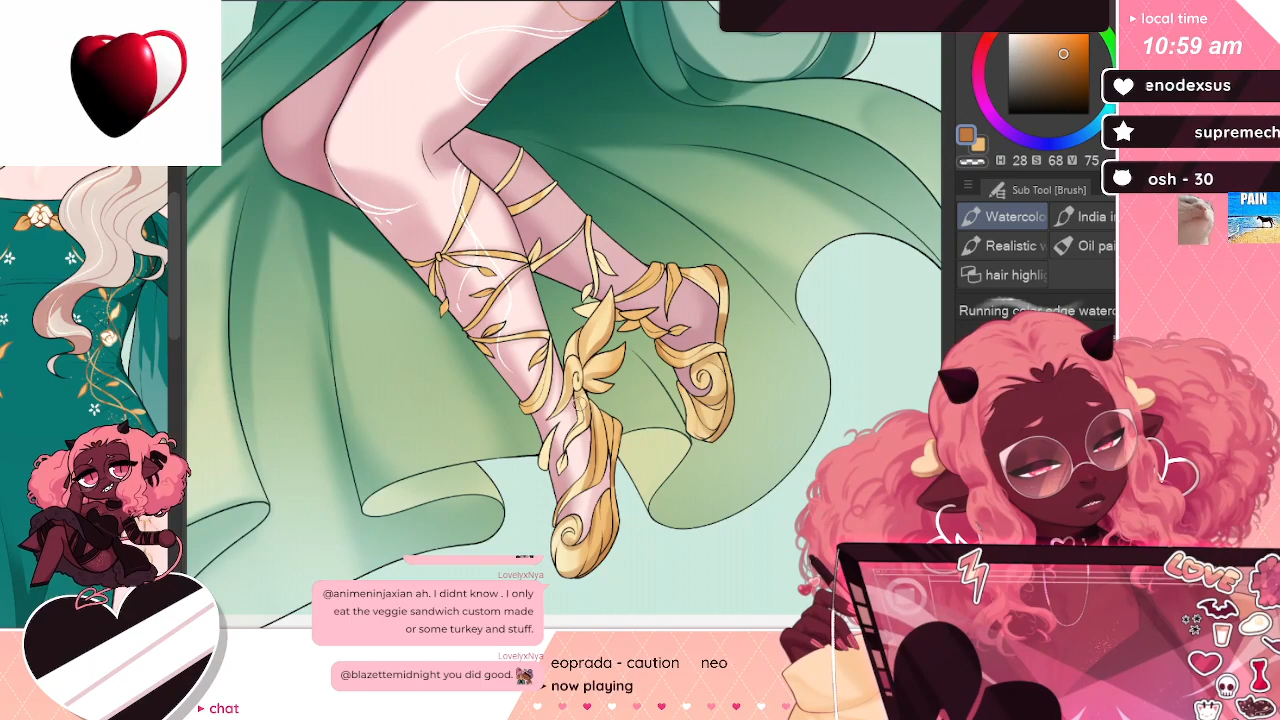 local time
10:59 am
enodexsus
supremech
osh - 30
PAIN
H 28 S 68 V 75
Sub Tool [Brush]
Watercolo
India i
Realistic w
Oil pai
hair highlig
Running color edge waterc
LovelyxNya
@animeninjaxian ah. I didnt know . I only
eat the veggie sandwich custom made
or some turkey and stuff.
LovelyxNya
@blazettemidnight you did good.
chat
eoprada - caution neo
now playing
LOVE